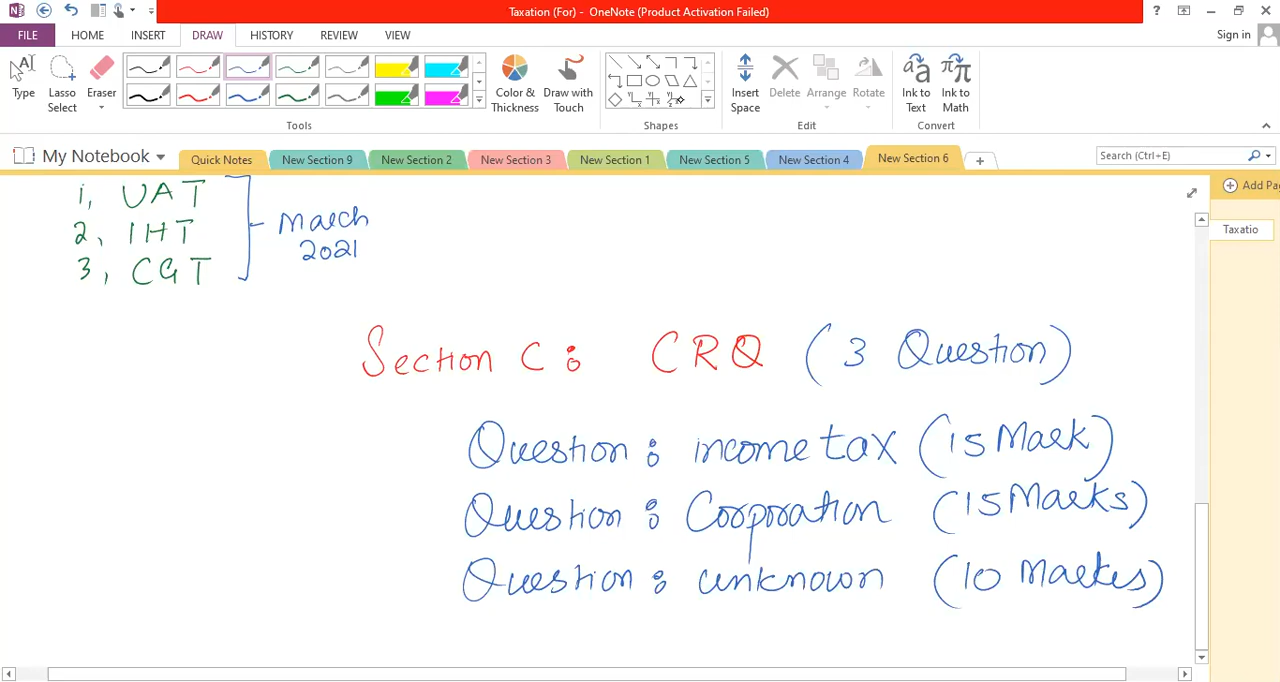 Taxation (For) - OneNote (Product Activation Failed)
Sign in
FILE HOME INSERT DRAW HISTORY REVIEW VIEW
Type
Lasso Select
Eraser
Color & Thickness
Draw with Touch
Insert Space
Delete
Arrange
Rotate
Ink to Text
Ink to Math
Tools
Shapes
Edit
Convert
My Notebook
Quick Notes
New Section 9
New Section 2
New Section 3
New Section 1
New Section 5
New Section 4
New Section 6
Search (Ctrl+E)
Add Pa
Taxatio
1, VAT
2, IHT
3, CGT
March
2021
Section C: CRQ (3 Question)
Question: income tax (15 Mark)
Question: Corporation (15 Marks)
Question: unknown (10 Markes)